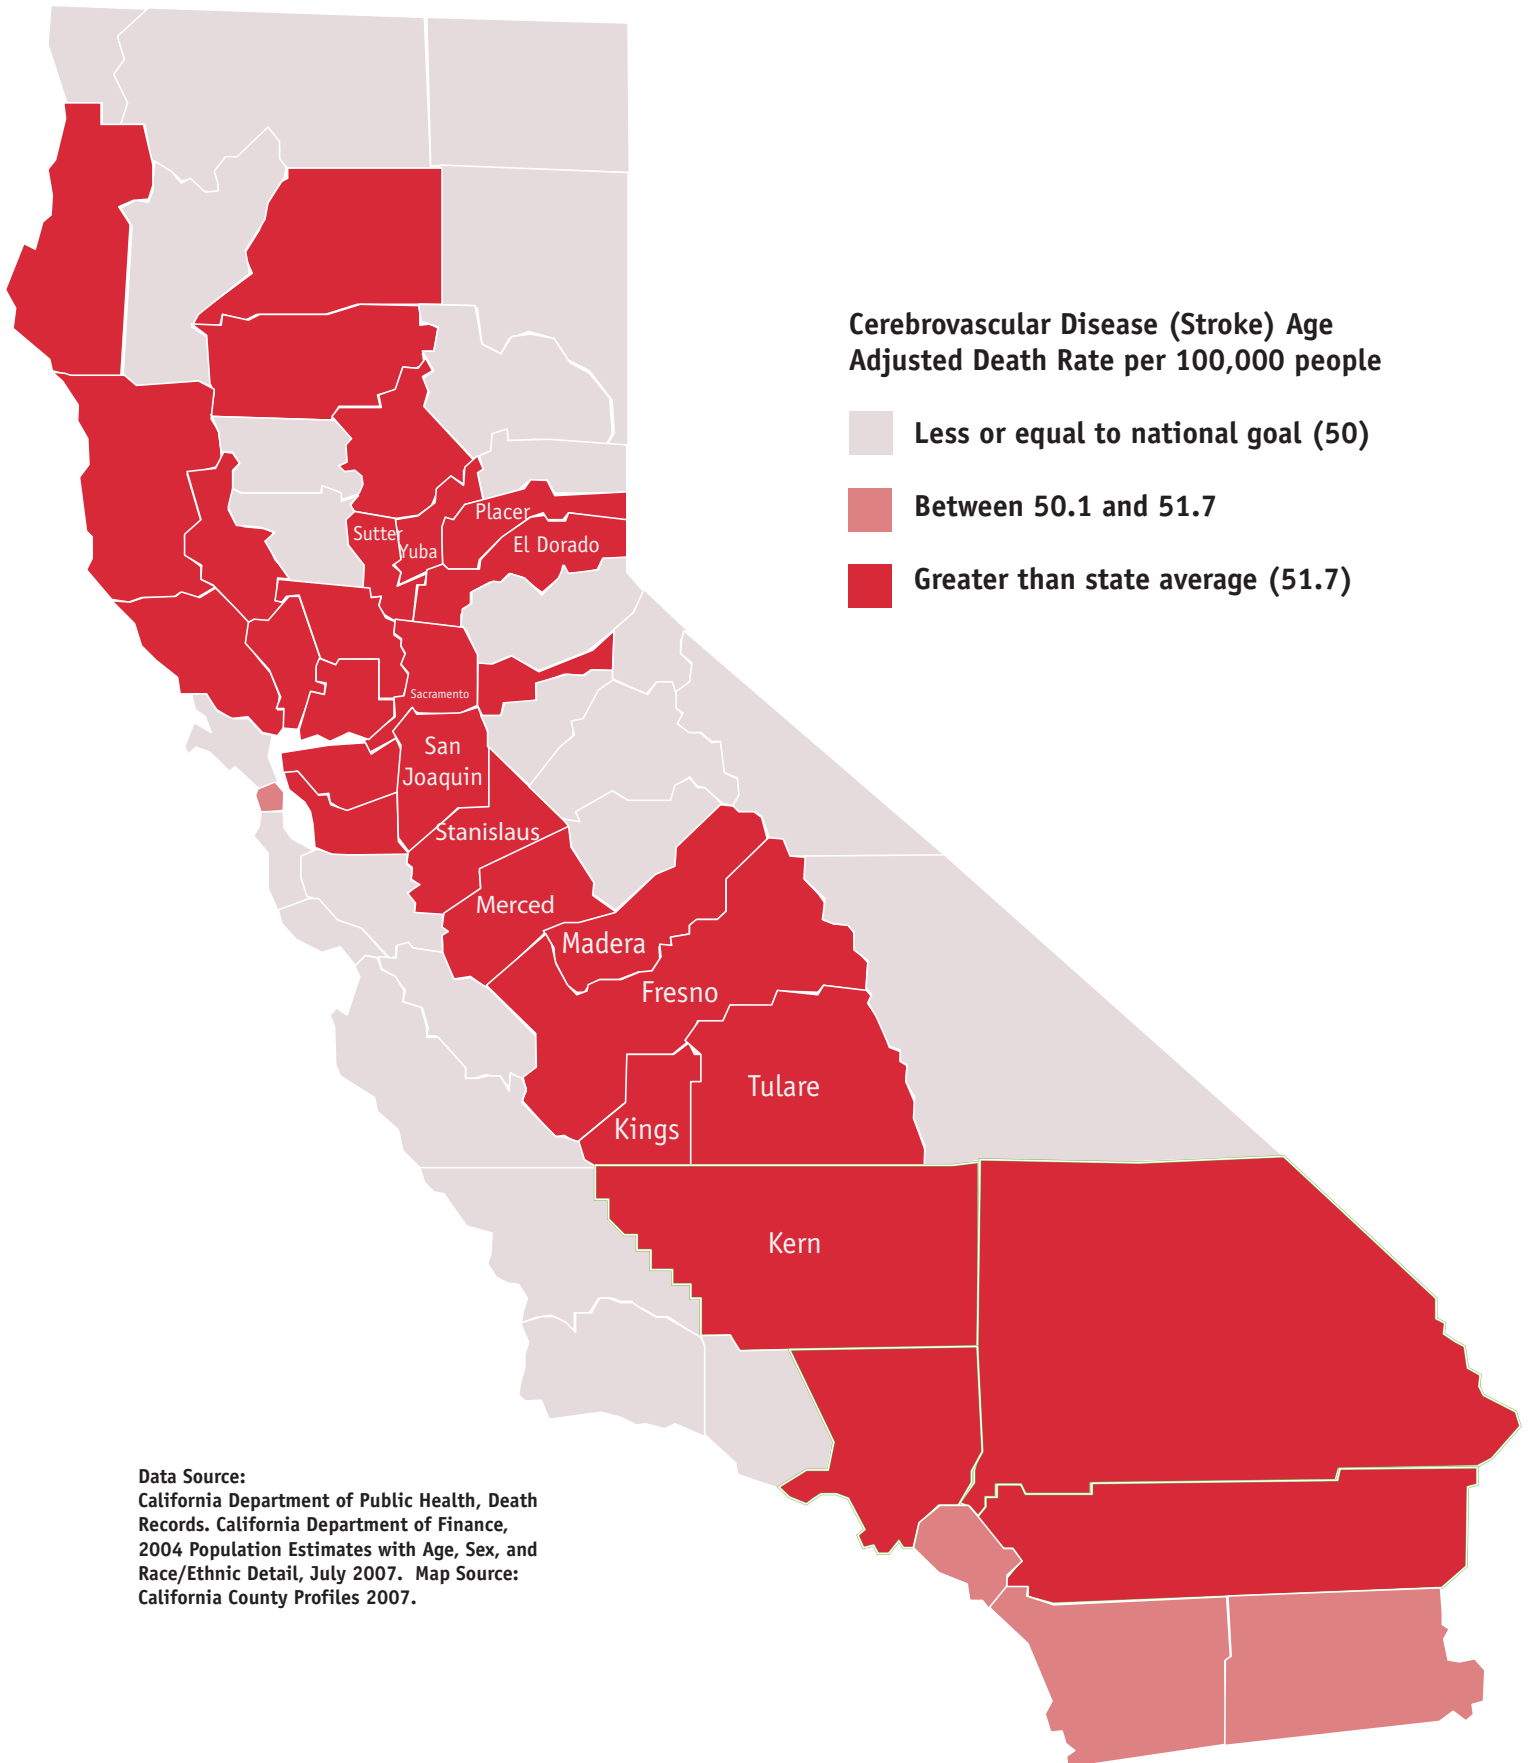 Cerebrovascular Disease (Stroke) Age
Adjusted Death Rate per 100,000 people
Less or equal to national goal (50)
Between 50.1 and 51.7
Greater than state average (51.7)
Placer
Sutter
Yuba
El Dorado
Sacramento
San
Joaquin
Stanislaus
Merced
Madera
Fresno
Tulare
Kings
Kern
Data Source:
California Department of Public Health, Death
Records. California Department of Finance,
2004 Population Estimates with Age, Sex, and
Race/Ethnic Detail, July 2007.  Map Source:
California County Profiles 2007.